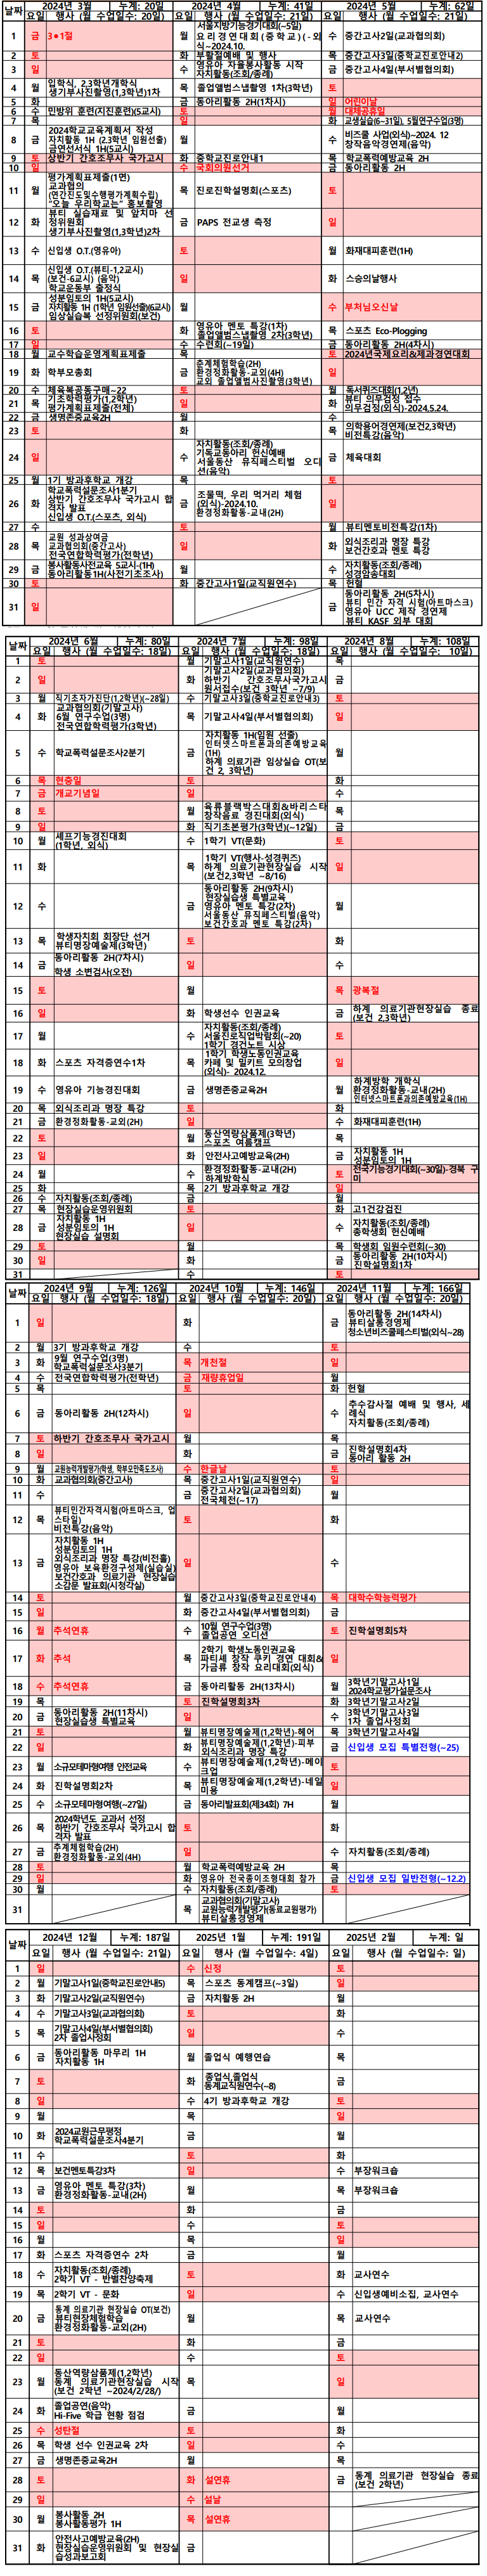 날짜 2024년 3월 누계: 20일 2024년 4월 누계: 41일 2024년 5월 누계: 62일
요일 행사 (월 수업일수: 20일) 요일 행사 (월 수업일수: 21일) 요일 행사 (월 수업일수: 21일)
1 금 3•1절 월 서울지방기능경기대회(~5일)
요리경연대회(중학교)(-외식~2024.10.
수 중간고사2일(교과협의회)
2 토 화 부활절예배 및 행사 목 중간고사3일(중학교진로안내2)
3 일 수 영유아 자율봉사활동 시작
자치활동(조회/종례)
금 중간고사4일(부서별협의회)
4 월 입학식, 2,3학년개학식
생기부사진촬영(1,3학년)1차
목 졸업앨범스냅촬영 1차(3학년) 토
5 화 금 동아리활동 2H(1차시) 일 어린이날
6 수 민방위 훈련(지진훈련)(5교시) 토 월 대체공휴일
7 목 일 화 교생실습(6~31일), 5월연구수업(3명)
8 금 2024학교교육계획서 작성
자치활동 1H (2.3학년 임원선출)
금연선서식 1H(5교시)
월 수 비즈쿨 사업(외식)~2024. 12
창작음악경연제(음악)
9 토 상반기 간호조무사 국가고시 화 중학교진로안내1 목 학교폭력예방교육 2H
10 일 수 국회의원선거 금 동아리활동 2H
11 월 평가계획표제출(1면)
교과협의
(연간진도및수행평가계획수립)
"오늘 우리학교는" 홍보촬영
목 진로진학설명회(스포츠) 토
12 화 뷰티 실습재료 및 앞치마 선정위원회
생기부사진촬영(1,3학년)2차
금 PAPS 전교생 측정 일
13 수 신입생 O.T.(영유아) 토 월 화재대피훈련(1H)
14 목 신입생 O.T.(뷰티-1,2교시)
(보건-6교시) (음악)
학교운동부 출정식
일 화 스승의날행사
15 금 성분임토의 1H(5교시)
자치활동 1H (1학년 임원선출)(6교시)
임상실습복 선정위원회(보건)
월 수 부처님오신날
16 토 화 영유아 멘토 특강(1차)
졸업앨범스냅촬영 2차(3학년)
목 스포츠 Eco-Plogging
17 일 수 수련회(~19일) 금 동아리활동 2H(4차시)
18 월 교수학습운영계획표제출 목 토 2024년국제요리&제과경연대회
19 화 학부모총회 금 춘계체험학습(2H)
환경정화활동-교외(4H)
교외 졸업앨범사진촬영(3학년)
일
20 수 체육복공동구매~22 토 월 독서퀴즈대회(1,2년)
21 목 기초학력평가(1,2학년)
평가계획표제출(전체)
일 화 뷰티 의무검정 접수
의무검정(외식)-2024.5.24.
22 금 생명존중교육2H 월 수
23 토 화 목 의학용어경연제(보건2,3학년)
비전특강(음악)
24 일 수 자치활동(조회/종례)
기독교동아리 헌신예배
서울동산 뮤직페스티벌 오디션(음악)
금 체육대회
25 월 1기 방과후학교 개강 목 토
26 화 학교폭력설문조사1분기
상반기 간호조무사 국가고시 합격자 발표
신입생 O.T.(스포츠, 외식)
금 조물떡, 우리 먹거리 체험
(외식)-2024.10.
환경정화활동-교내(2H)
일
27 수 토 월 뷰티멘토비전특강(1차)
28 목 교원 성과상여금
교과협의회(중간고사)
전국연합학력평가(전학년)
일 화 외식조리과 명장 특강
보건간호과 멘토 특강
29 금 봉사활동사전교육 5교시-(1H)
동아리활동1H(사전기초조사)
월 수 자치활동(조회/종례)
성경암송대회
30 토 화 중간고사1일(교직원연수) 목 헌혈
31 일 금 동아리활동 2H(5차시)
뷰티 민간 자격 시험(아트마스크)
영유아 UCC 제작 경연제
뷰티 KASF 외부 대회
날짜 2024년 6월 누계: 80일 2024년 7월 누계: 98일 2024년 8월 누계: 108일
요일 행사 (월 수업일수: 18일) 요일 행사 (월 수업일수: 18일) 요일 행사 (월 수업일수: 10일)
1 토 월 기말고사1일(교직원연수) 목
2 일 화 기말고사2일(교과협의회)
하반기 간호조무사국가고시 원서접수(보건 3학년 ~7/9)
금
3 월 직기초자가진단(1,2학년)(~28일) 수 기말고사3일(중학교진로안내3) 토
4 화 교과협의회(기말고사)
6월 연구수업(3명)
전국연합학력평가(3학년)
목 기말고사4일(부서별협의회) 일
5 수 학교폭력설문조사2분기 금 자치활동 1H(임원 선출)
인터넷스마트폰과의존예방교육(1H)
하계 의료기관 임상실습 OT(보건 2, 3학년)
월
6 목 현충일 토 화
7 금 개교기념일 일 수
8 토 월 육류블랙박스대회&바리스타
창작음료 경진대회(외식)
목
9 일 화 직기초본평가(3학년)(~12일) 금
10 월 셰프기능경진대회
(1학년, 외식)
수 1학기 VT(문화) 토
11 화 목 1학기 VT(행사-성경퀴즈)
하계 의료기관현장실습 시작
(보건2,3학년 ~8/16)
일
12 수 금 동아리활동 2H(9차시)
현장실습생 특별교육
영유아 멘토 특강(2차)
서울동산 뮤직페스티벌(음악)
보건간호과 멘토 특강(2차)
월
13 목 학생자치회 회장단 선거
뷰티명장예술제(3학년)
토 화
14 금 동아리활동 2H(7차시)
학생 소변검사(오전)
일 수
15 토 월 목 광복절
16 일 화 학생선수 인권교육 금 하계 의료기관현장실습 종료
(보건 2,3학년)
17 월 수 자치활동(조회/종례)
서울진로직업박람회(~20)
1학기 경건노트 시상
토
18 화 스포츠 자격증연수1차 목 1학기 학생노동인권교육
카페 및 밀키트 모의창업
(외식)- 2024.12.
일
19 수 영유아 기능경진대회 금 생명존중교육2H 월 하계방학 개학식
환경정화활동-교내(2H)
인터넷스마트폰과의존예방교육(1H)
20 목 외식조리과 명장 특강 토 화
21 금 환경정화활동-교외(2H) 일 수 화재대피훈련(1H)
22 토 월 동산역량삼품제(3학년)
스포츠 여름캠프
목
23 일 화 안전사고예방교육(2H) 금 자치활동 1H
성분임토의 1H
24 월 수 환경정화활동-교내(2H)
하계방학식
토 전국기능경기대회(~30일)-경북 구미
25 화 목 2기 방과후학교 개강 일
26 수 자치활동(조회/종례) 금 월
27 목 현장실습운영위원회 토 화 고1건강검진
28 금 자치활동 1H
성분임토의 1H
현장실습 설명회
일 수 자치활동(조회/종례)
총학생회 헌신예배
29 토 월 목 학생회 임원수련회(~30)
30 일 화 금 동아리활동 2H(10차시)
진학설명회1차
31 수 토
날짜 2024년 9월 누계: 126일 2024년 10월 누계: 146일 2024년 11월 누계: 166일
요일 행사 (월 수업일수: 18일) 요일 행사 (월 수업일수: 20일) 요일 행사 (월 수업일수: 20일)
1 일 화 금 동아리활동 2H(14차시)
뷰티살롱경영제
청소년비즈쿨페스티벌(외식~28)
2 월 3기 방과후학교 개강 수 토
3 화 9월 연구수업(3명)
학교폭력설문조사3분기
목 개천절 일
4 수 전국연합학력평가(전학년) 금 재량휴업일 월
5 목 토 화 헌혈
6 금 동아리활동 2H(12차시) 일 수 추수감사절 예배 및 행사, 세례식
자치활동(조회/종례)
7 토 하반기 간호조무사 국가고시 월 목
8 일 화 금 진학설명회4차
동아리 활동 2H
9 월 교원능력개발평가(학생, 학부모만족도조사) 수 한글날 토
10 화 교과협의회(중간고사) 목 중간고사1일(교직원연수) 일
11 수 금 중간고사2일(교과협의회)
전국체전(~17)
월
12 목 뷰티민간자격시험(아트마스크, 업스타일)
비전특강(음악)
토 화
13 금 자치활동 1H
성분임토의 1H
외식조리과 명장 특강(비전홀)
영유아 보육환경구성제(실습실)
보건간호과 의료기관 현장실습 소감문 발표회(시청각실)
일 수
14 토 월 중간고사3일(중학교진로안내4) 목 대학수학능력평가
15 일 화 중간고사4일(부서별협의회) 금
16 월 추석연휴 수 10월 연구수업(3명)
졸업공연 오디션
토 진학설명회5차
17 화 추석 목 2학기 학생노동인권교육
파티세 창작 쿠키 경연 대회&
가금류 창작 요리대회(외식)
일
18 수 추석연휴 금 동아리활동 2H(13차시) 월 3학년기말고사1일
2024학교평가설문조사
19 목 토 진학설명회3차 화 3학년기말고사2일
20 금 동아리활동 2H(11차시)
현장실습생 특별교육
일 수 3학년기말고사3일
1차 졸업사정회
21 토 월 뷰티명장예술제(1,2학년)-헤어 목 3학년기말고사4일
22 일 화 뷰티명장예술제(1,2학년)-피부
외식조리과 명장 특강
금 신입생 모집 특별전형(~25)
23 월 소규모테마형여행 안전교육 수 뷰티명장예술제(1,2학년)-메이크업 토
24 화 진학설명회2차 목 뷰티명장예술제(1,2학년)-네일미용 일
25 수 소규모테마형여행(~27일) 금 동아리발표회(제34회) 7H 월
26 목 2024학년도 교과서 선정
하반기 간호조무사 국가고시 합격자 발표
토 화
27 금 추계체험학습(2H)
환경정화활동-교외(4H)
일 수 자치활동(조회/종례)
28 토 월 학교폭력예방교육 2H 목
29 일 화 영유아 전국종이조형대회 참가 금 신입생 모집 일반전형(~12.2)
30 월 수 자치활동(조회/종례) 토
31 목 교과협의회(기말고사)
교원능력개발평가(동료교원평가)
뷰티살롱경영제
날짜 2024년 12월 누계: 187일 2025년 1월 누계: 191일 2025년 2월 누계: 일
요일 행사 (월 수업일수: 21일) 요일 행사 (월 수업일수: 4일) 요일 행사 (월 수업일수: 일)
1 일 수 신정 토
2 월 기말고사1일(중학교진로안내5) 목 스포츠 동계캠프(~3일) 일
3 화 기말고사2일(교직원연수) 금 자치활동 2H 월
4 수 기말고사3일(교과협의회) 토 화
5 목 기말고사4일(부서별협의회)
2차 졸업사정회
일 수
6 금 동아리활동 마무리 1H
자치활동 1H
월 졸업식 예행연습 목
7 토 화 종업식,졸업식
동계교직원연수(~8)
금
8 일 수 4기 방과후학교 개강 토
9 월 목 일
10 화 2024교원근무평정
학교폭력설문조사4분기
금 월
11 수 토 화
12 목 보건멘토특강3차 일 수 부장워크숍
13 금 영유아 멘토 특강(3차)
환경정화활동-교내(2H)
월 목 부장워크숍
14 토 화 금
15 일 수 토
16 월 목 일
17 화 스포츠 자격증연수 2차 금 월
18 수 자치활동(조회/종례)
2학기 VT - 반별찬양축제
토 화 교사연수
19 목 2학기 VT - 문화 일 수 신입생예비소집, 교사연수
20 금 동계 의료기관 현장실습 OT(보건)
뷰티현장체험학습
환경정화활동-교외(2H)
월 목 교사연수
21 토 화 금
22 일 수 토
23 월 동산역량삼품제(1,2학년)
동계 의료기관현장실습 시작
(보건 2학년 ~2024/2/28/)
목 일
24 화 졸업공연(음악)
Hi-Five 학급 현황 점검
금 월
25 수 성탄절 토 화
26 목 학생 선수 인권교육 2차 일 수
27 금 생명존중교육2H 월 목
28 토 화 설연휴 금 동계 의료기관 현장실습 종료
(보건 2학년)
29 일 수 설날
30 월 봉사활동 2H
봉사활동평가 1H
목 설연휴
31 화 안전사고예방교육(2H)
현장실습운영위원회 및 현장실습성과보고회
금